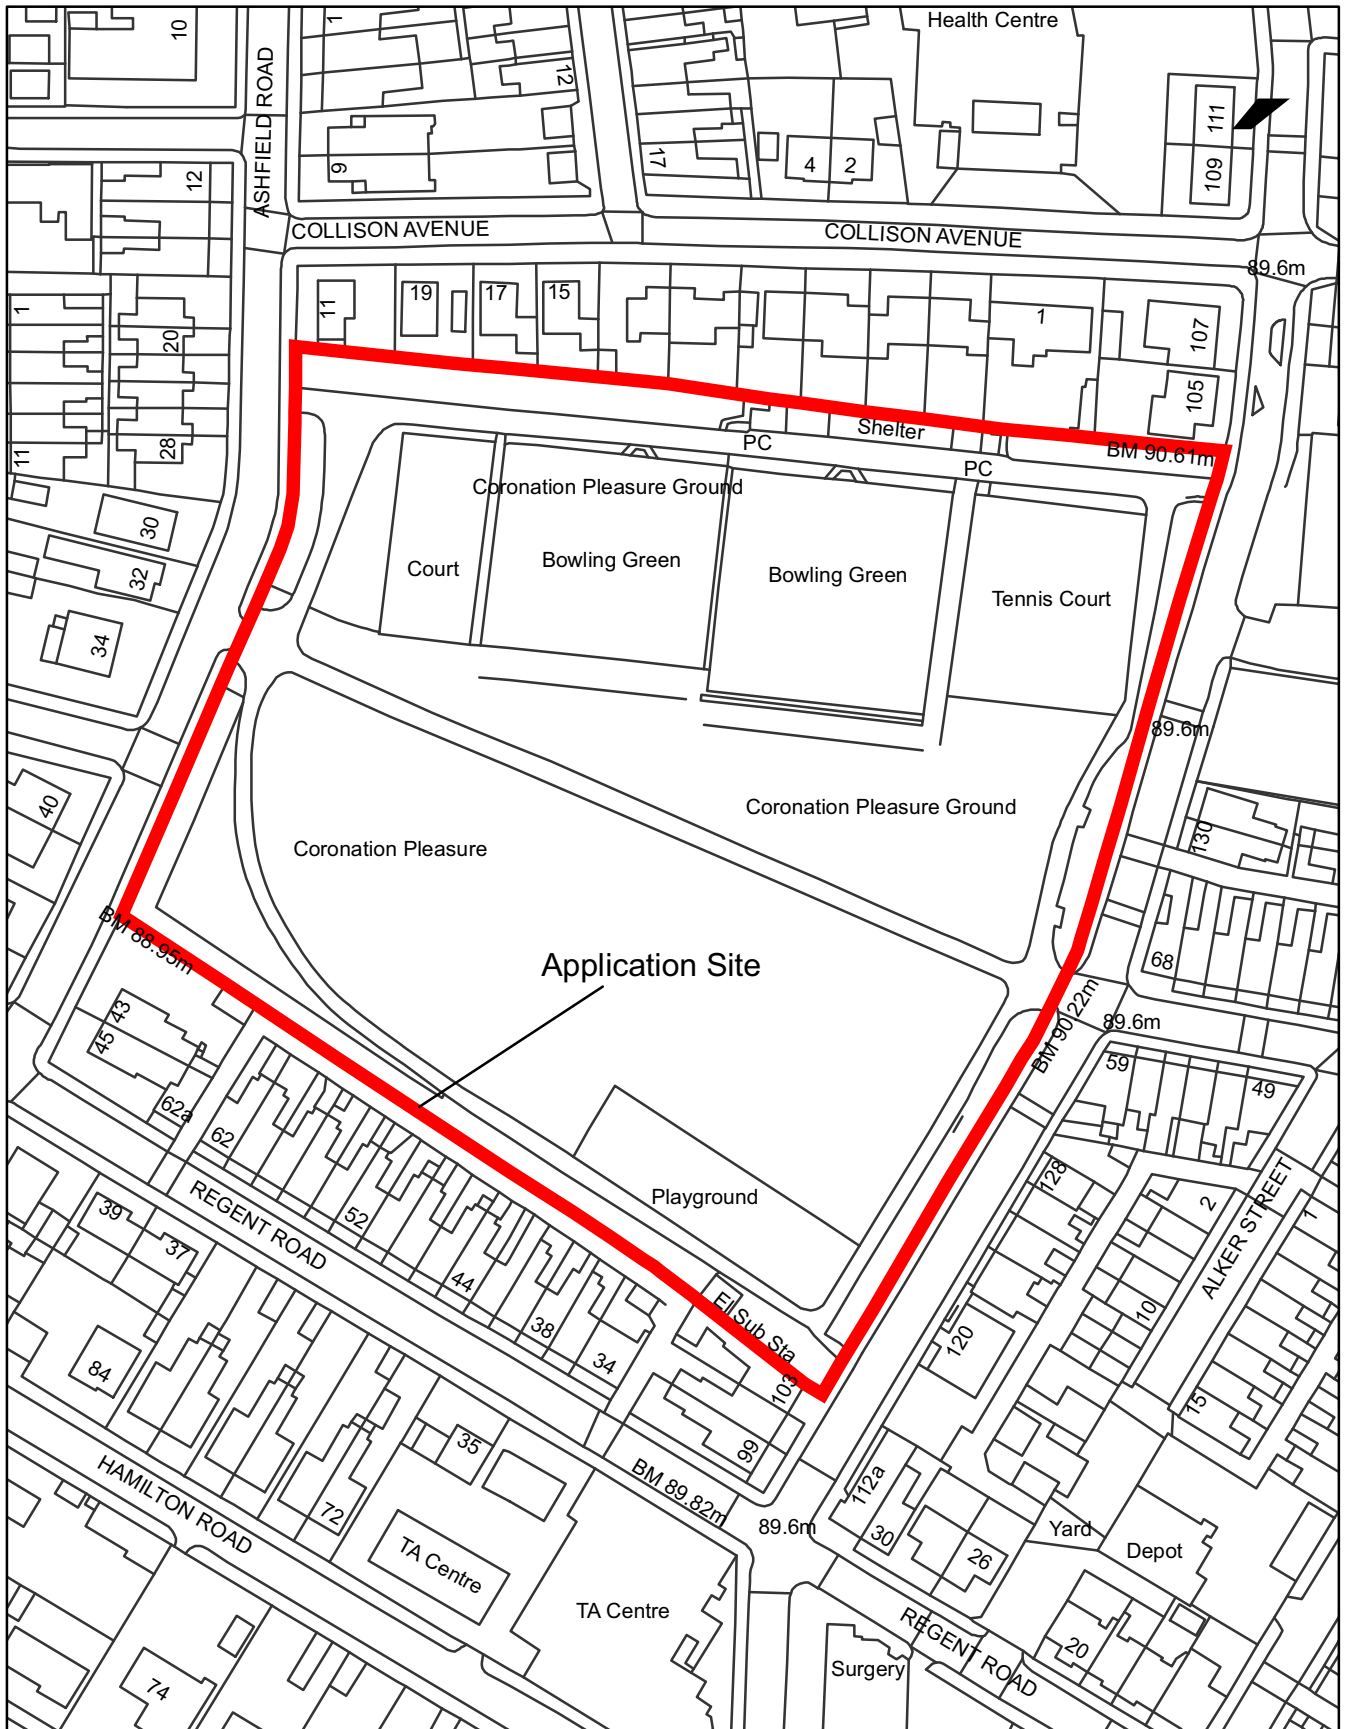 Health Centre
10
1
12
ASHFIELD ROAD
111
109
9
17
4
2
12
COLLISON AVENUE
COLLISON AVENUE
89.6m
11
19
17
15
1
107
105
1
20
28
11
Shelter
PC
PC
BM 90.61m
Coronation Pleasure Ground
Court
Bowling Green
Bowling Green
Tennis Court
30
32
34
89.6m
40
Coronation Pleasure Ground
Coronation Pleasure
130
BM 88.95m
Application Site
68
BM 90.22m
89.6m
43
45
59
49
62a
62
128
2
ALKER STREET
1
Playground
REGENT ROAD
39
37
52
44
38
34
El Sub Sta
103
10
120
84
15
99
35
72
HAMILTON ROAD
BM 89.82m
89.6m
112a
30
26
Yard
Depot
TA Centre
TA Centre
REGENT ROAD
20
Surgery
74